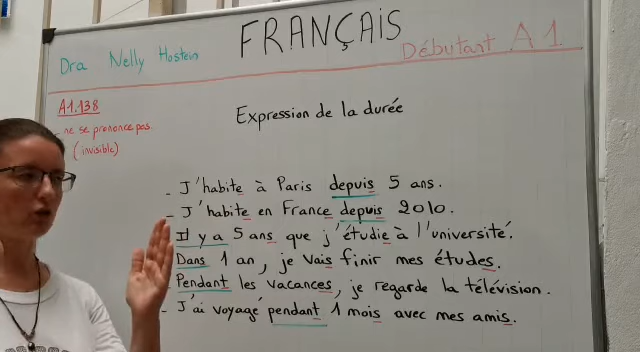 FRANÇAIS
Dra Nelly Hostein
Débutant A1
A1.138
- ne se prononce pas.
(invisible)
Expression de la durée
- J'habite à Paris depuis 5 ans.
- J'habite en France depuis 2010.
Il y a 5 ans que j'étudie à l'université.
Dans 1 an, je vais finir mes études.
Pendant les vacances, je regarde la télévision.
- J'ai voyagé pendant 1 mois avec mes amis.